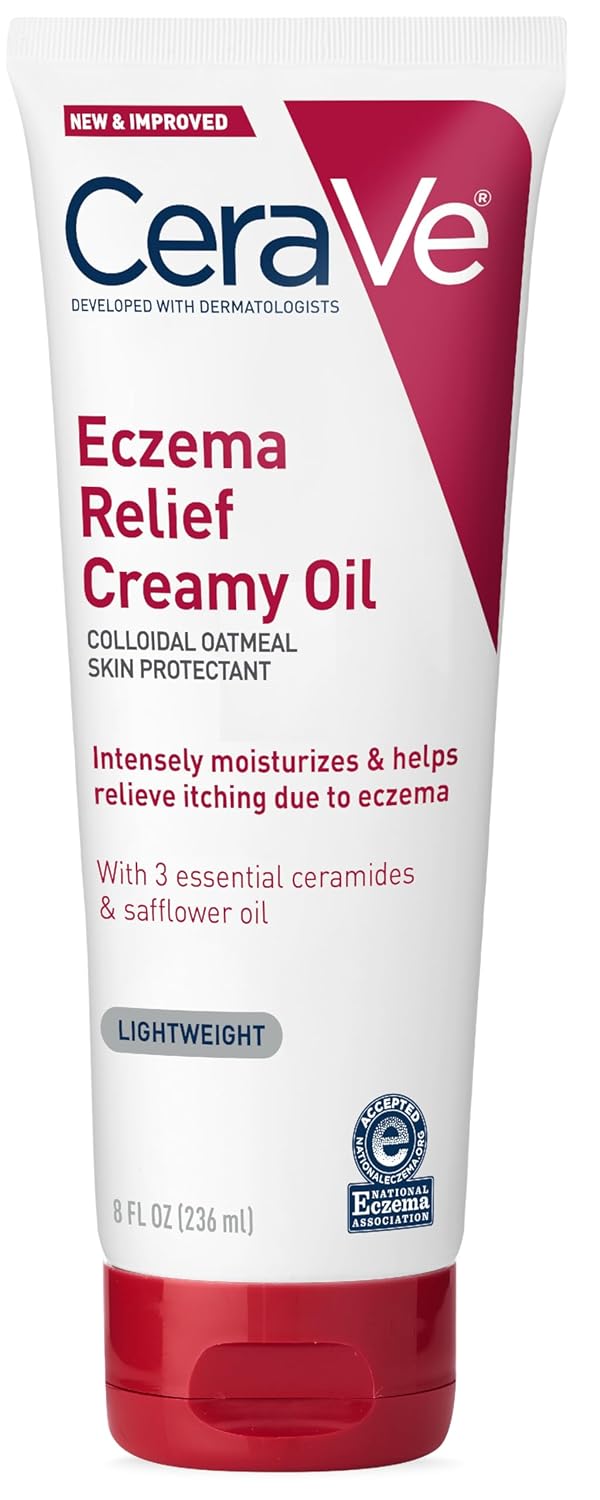 NEW & IMPROVED
CeraVe®
DEVELOPED WITH DERMATOLOGISTS
Eczema
Relief
Creamy Oil
COLLOIDAL OATMEAL
SKIN PROTECTANT
Intensely moisturizes & helps
relieve itching due to eczema
With 3 essential ceramides
& safflower oil
LIGHTWEIGHT
ACCEPTED
e
NATIONALECZEMA.ORG
NATIONAL
Eczema
ASSOCIATION
8 FL OZ (236 ml)